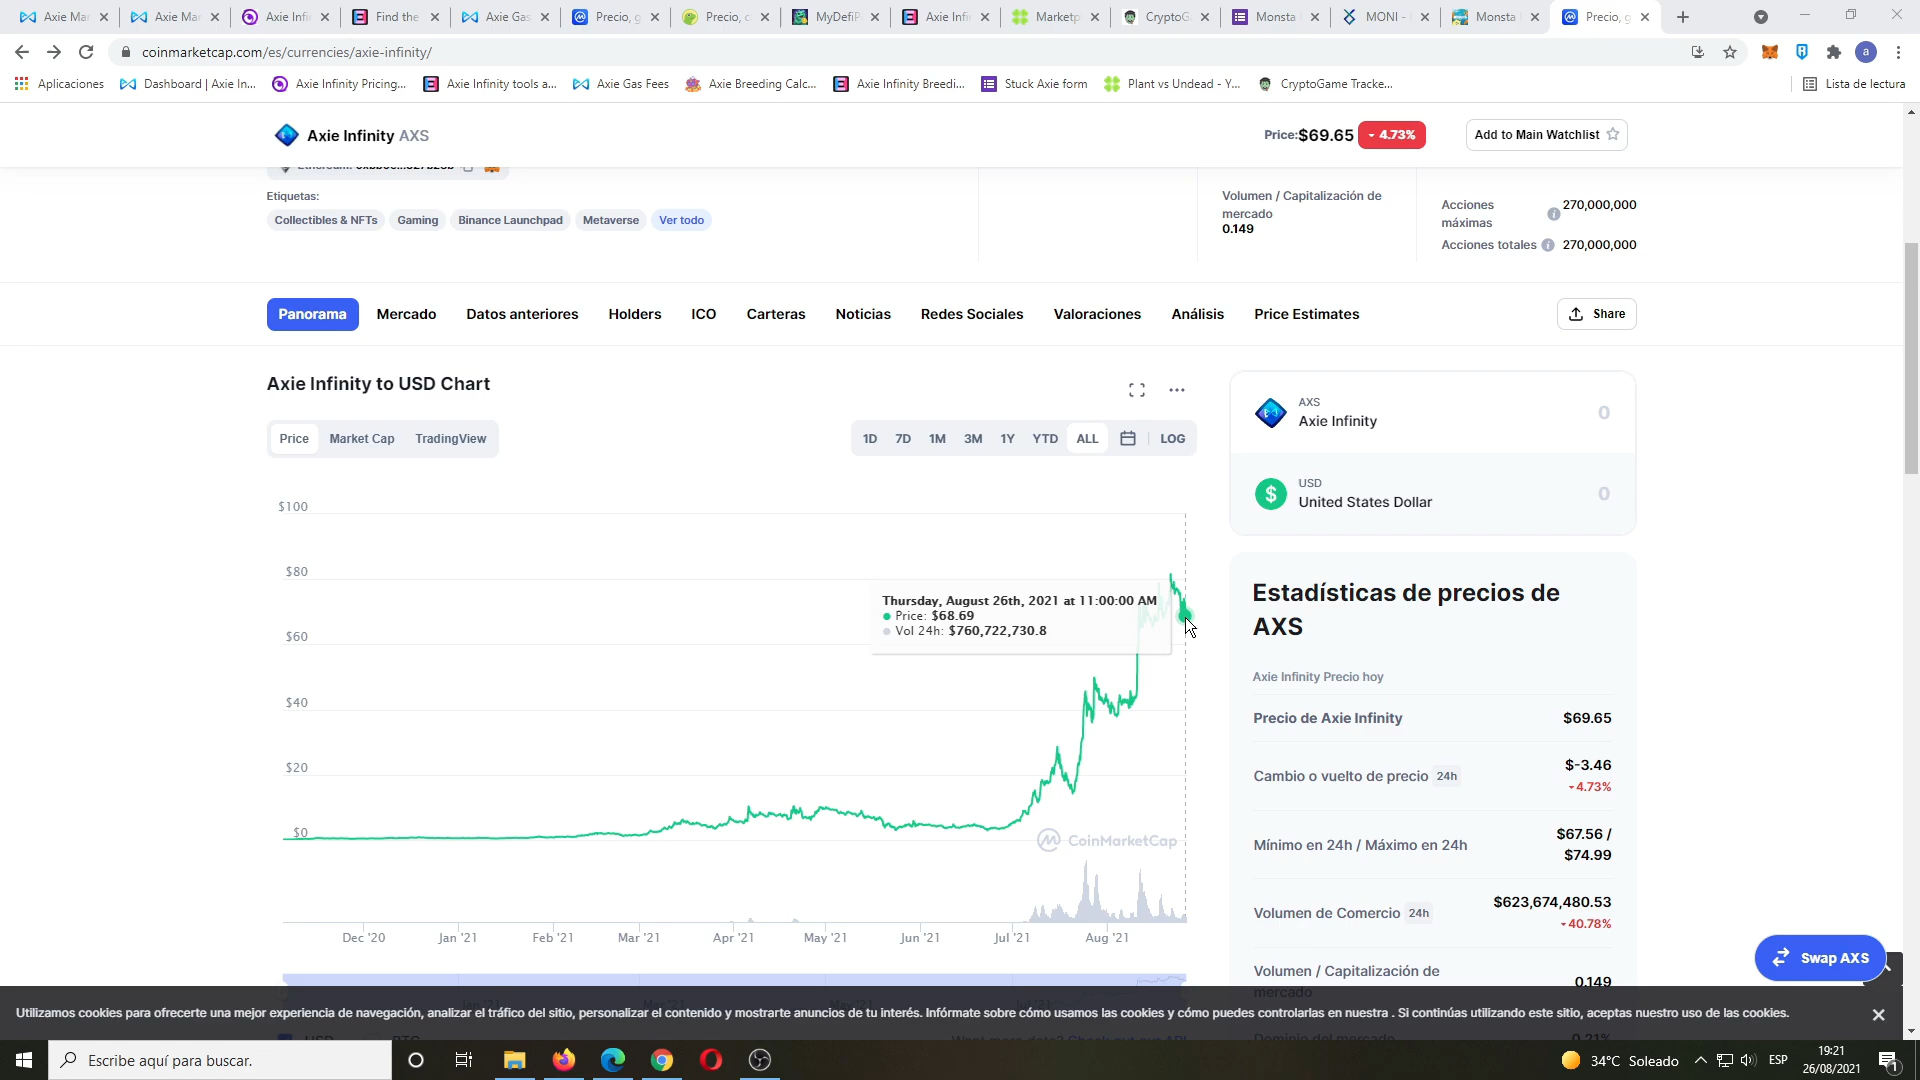 Axie Mar
Axie Mar
Axie Infi
Find the
Axie Gas
Precio, g
Precio, c
MyDefiP
Axie Infi
Marketp
CryptoG
Monsta
MONI -
Monsta
Precio, g
coinmarketcap.com/es/currencies/axie-infinity/
a
Aplicaciones
Dashboard | Axie In...
Axie Infinity Pricing...
Axie Infinity tools a...
Axie Gas Fees
Axie Breeding Calc...
Axie Infinity Breedi...
Stuck Axie form
Plant vs Undead - Y...
CryptoGame Tracke...
Lista de lectura
Axie Infinity AXS
Price:$69.65 4.73%
Add to Main Watchlist
Etiquetas:
Collectibles & NFTs Gaming Binance Launchpad Metaverse Ver todo
Volumen / Capitalización de
mercado
0.149
Acciones
máximas
270,000,000
Acciones totales 270,000,000
Panorama Mercado Datos anteriores Holders ICO Carteras Noticias Redes Sociales Valoraciones Análisis Price Estimates
Share
Axie Infinity to USD Chart
Price Market Cap TradingView
1D 7D 1M 3M 1Y YTD ALL LOG
$100
$80
$60
$40
$20
$0
Thursday, August 26th, 2021 at 11:00:00 AM
Price: $68.69
Vol 24h: $760,722,730.8
CoinMarketCap
Dec '20 Jan '21 Feb '21 Mar '21 Apr '21 May '21 Jun '21 Jul '21 Aug '21
AXS
Axie Infinity
0
USD
United States Dollar
0
Estadísticas de precios de
AXS
Axie Infinity Precio hoy
Precio de Axie Infinity $69.65
Cambio o vuelto de precio 24h
$-3.46
4.73%
Mínimo en 24h / Máximo en 24h
$67.56 /
$74.99
Volumen de Comercio 24h
$623,674,480.53
40.78%
Volumen / Capitalización de
mercado
0.149
Swap AXS
Utilizamos cookies para ofrecerte una mejor experiencia de navegación, analizar el tráfico del sitio, personalizar el contenido y mostrarte anuncios de tu interés. Infórmate sobre cómo usamos las cookies y cómo puedes controlarlas en nuestra . Si continúas utilizando este sitio, aceptas nuestro uso de las cookies.
Escribe aquí para buscar.
34°C Soleado
ESP
19:21
26/08/2021
1